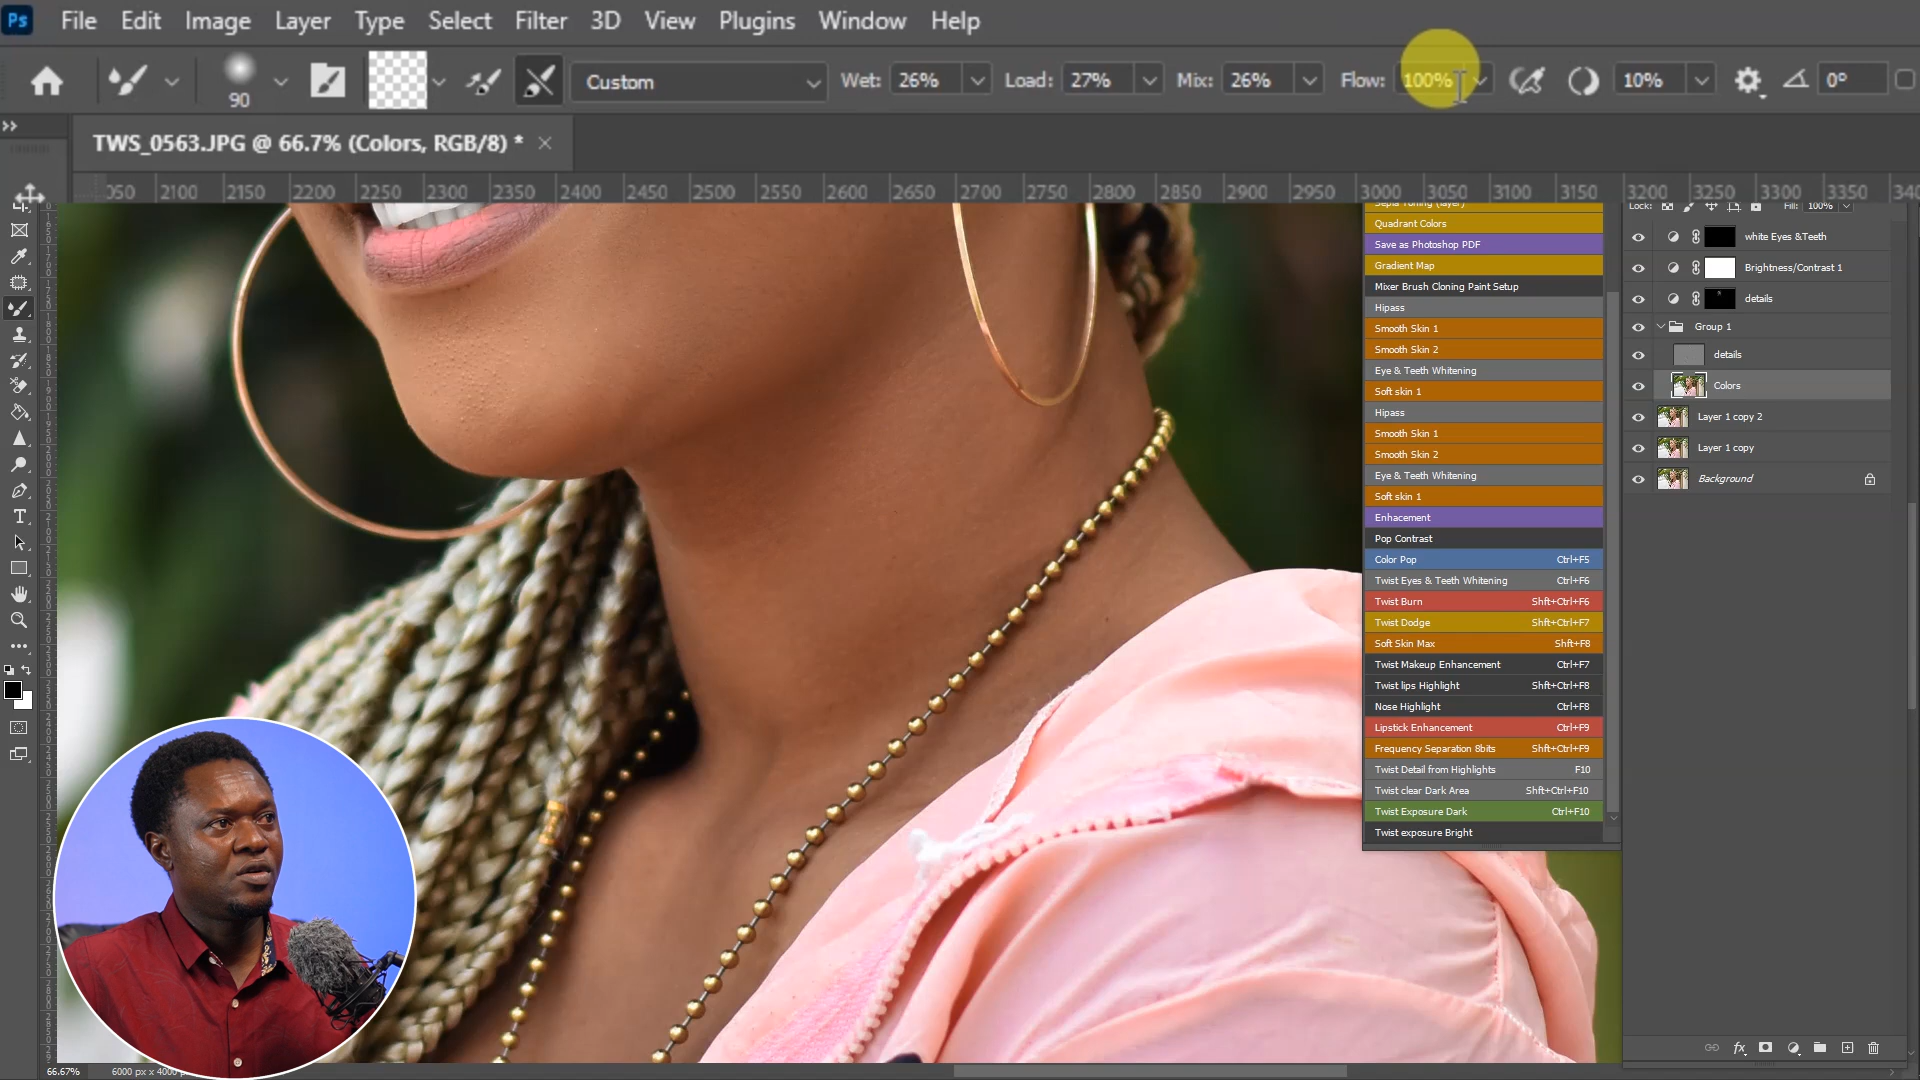 Ps File Edit Image Layer Type Select Filter 3D View Plugins Window Help
90 Custom Wet: 26% Load: 27% Mix: 26% Flow: 100% 10% 0°
TWS_0563.JPG @ 66.7% (Colors, RGB/8) * ×
050 2100 2150 2200 2250 2300 2350 2400 2450 2500 2550 2600 2650 2700 2750 2800 2850 2900 2950 3000 3050 3100 3150 3200 3250 3300 3350 340
Sepia Toning (layer)
Quadrant Colors
Save as Photoshop PDF
Gradient Map
Mixer Brush Cloning Paint Setup
Hipass
Smooth Skin 1
Smooth Skin 2
Eye & Teeth Whitening
Soft skin 1
Hipass
Smooth Skin 1
Smooth Skin 2
Eye & Teeth Whitening
Soft skin 1
Enhacement
Pop Contrast
Color Pop Ctrl+F5
Twist Eyes & Teeth Whitening Ctrl+F6
Twist Burn Shft+Ctrl+F6
Twist Dodge Shft+Ctrl+F7
Soft Skin Max Shft+F8
Twist Makeup Enhancement Ctrl+F7
Twist lips Highlight Shft+Ctrl+F8
Nose Highlight Ctrl+F8
Lipstick Enhancement Ctrl+F9
Frequency Separation 8bits Shft+Ctrl+F9
Twist Detail from Highlights F10
Twist clear Dark Area Shft+Ctrl+F10
Twist Exposure Dark Ctrl+F10
Twist exposure Bright
Lock: Fill: 100%
white Eyes &Teeth
Brightness/Contrast 1
details
Group 1
details
Colors
Layer 1 copy 2
Layer 1 copy
Background
66.67% 6000 px x 4000